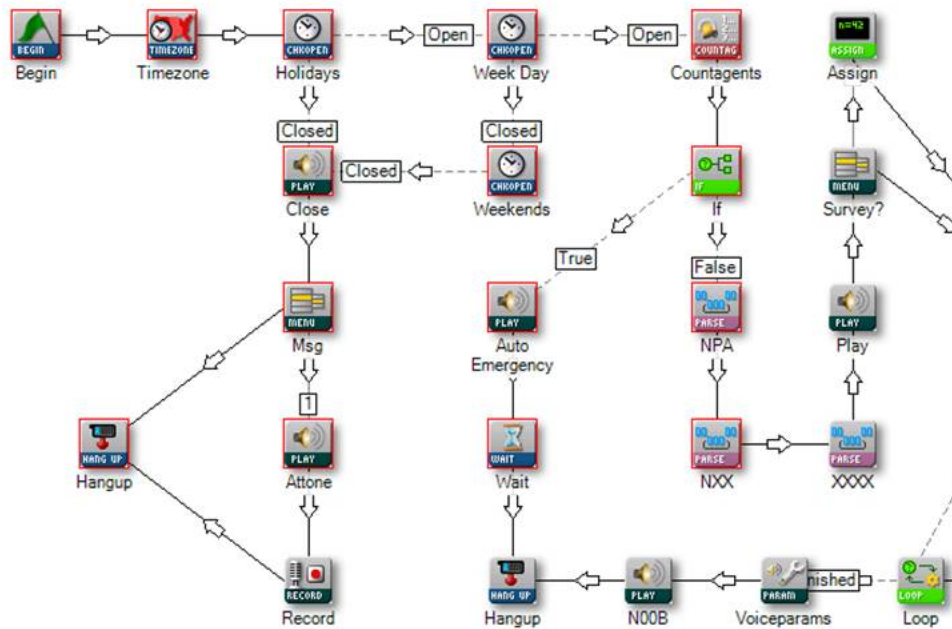 BEGIN
Begin
TIMEZONE
Timezone
CHKOPEN
Holidays
Open
CHKOPEN
Week Day
Open
COUNTAG
Countagents
n=42
ASSIGN
Assign
Closed
PLAY
Close
Closed
Closed
CHKOPEN
Weekends
IF
If
MENU
Survey?
True
False
MENU
Msg
PLAY
Auto
Emergency
PARSE
NPA
PLAY
Play
1
HANG UP
Hangup
PLAY
Attone
WAIT
Wait
PARSE
NXX
PARSE
XXXX
RECORD
Record
HANG UP
Hangup
PLAY
N00B
PARAM
Voiceparams
nished
LOOP
Loop